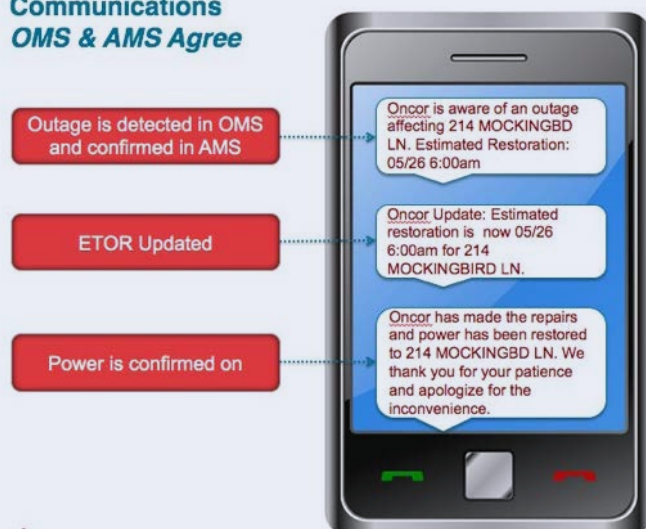 Communications
OMS & AMS Agree
Outage is detected in OMS
and confirmed in AMS
Oncor is aware of an outage
affecting 214 MOCKINGBD
LN. Estimated Restoration:
05/26 6:00am
ETOR Updated
Oncor Update: Estimated
restoration is now 05/26
6:00am for 214
MOCKINGBIRD LN.
Power is confirmed on
Oncor has made the repairs
and power has been restored
to 214 MOCKINGBD LN. We
thank you for your patience
and apologize for the
inconvenience.